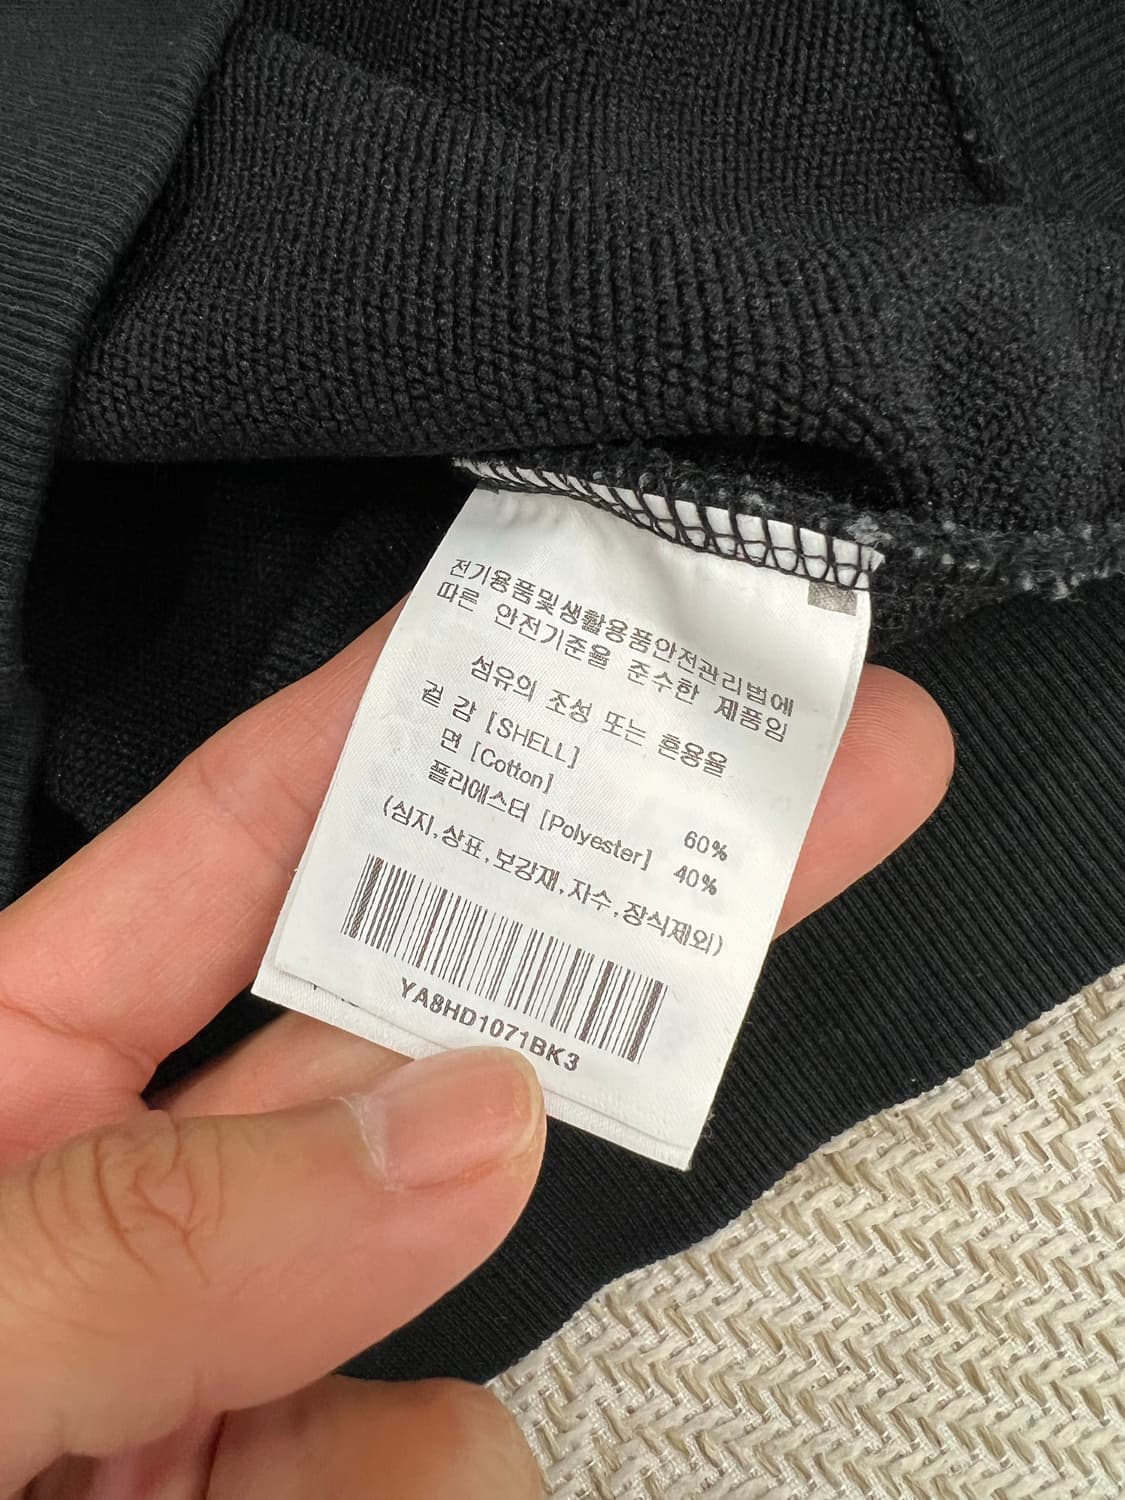 전기용품및생활용품안전관리법에
따른 안전기준을 준수한 제품임
섬유의 조성 또는 혼용율
겉 감 [SHELL]
면 [Cotton] 60%
폴리에스터 [Polyester] 40%
(심지,상표,보강재,자수,장식제외)
YA8HD1071BK3